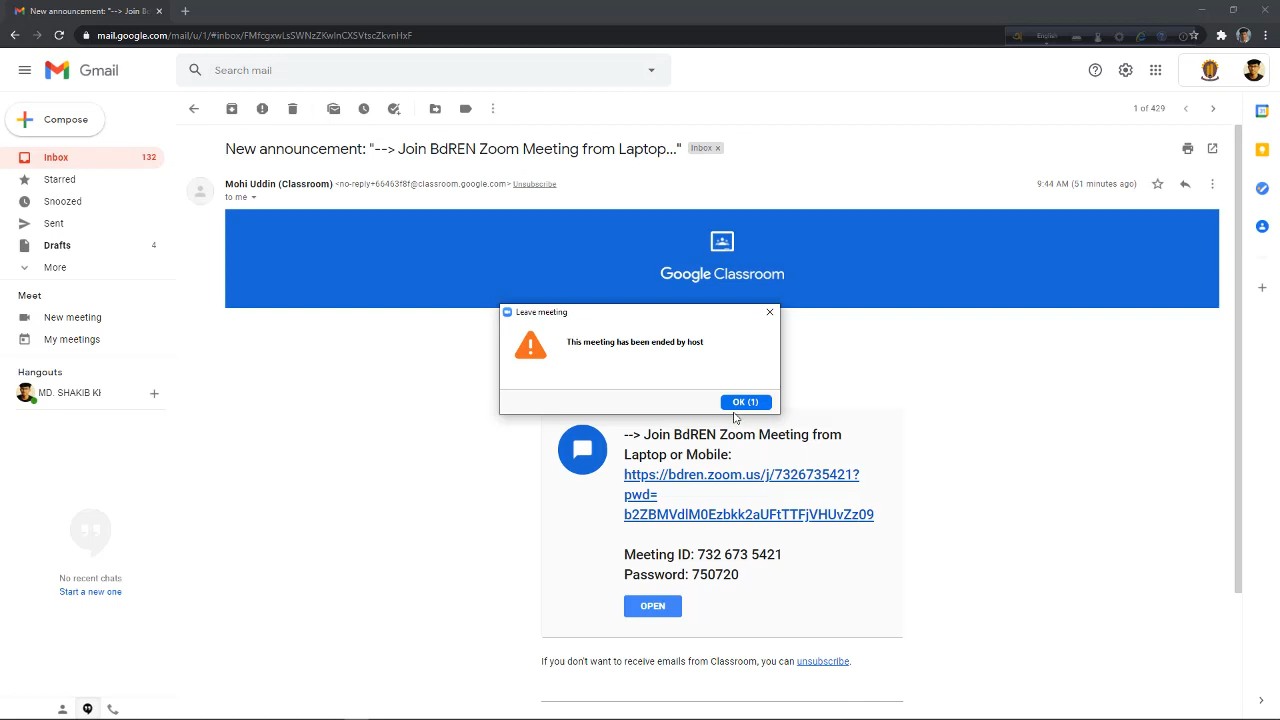 New announcement: "--> Join Bd
mail.google.com/mail/u/1/#inbox/FMfcgxwLsSWNzZKwlnCXSVtscZkvnHxF
English
Gmail
Search mail
Compose
1 of 429
Inbox 132
Starred
Snoozed
Sent
Drafts 4
More
Meet
New meeting
My meetings
Hangouts
MD. SHAKIB
No recent chats
Start a new one
New announcement: "--> Join BdREN Zoom Meeting from Laptop..." Inbox x
Mohi Uddin (Classroom) <no-reply+66463f8f@classroom.google.com> Unsubscribe
9:44 AM (51 minutes ago)
to me
Google Classroom
Leave meeting
This meeting has been ended by host
OK (1)
--> Join BdREN Zoom Meeting from
Laptop or Mobile:
https://bdren.zoom.us/j/7326735421?
pwd=
b2ZBMVdlM0Ezbkk2aUFtTTFjVHUvZz09
Meeting ID: 732 673 5421
Password: 750720
OPEN
If you don't want to receive emails from Classroom, you can unsubscribe.